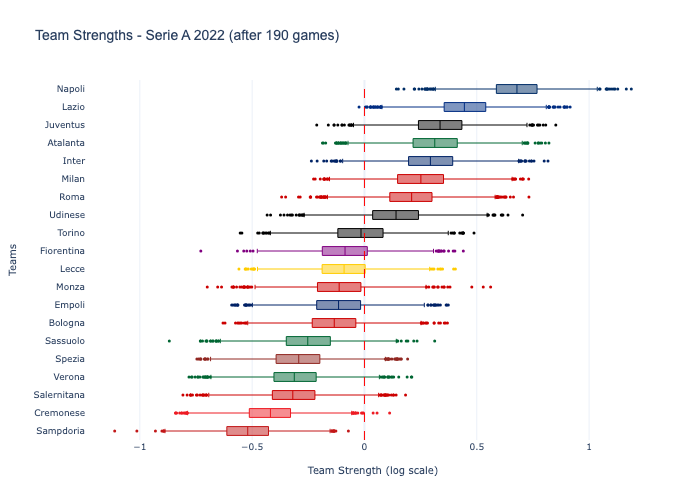 Team Strengths - Serie A 2022 (after 190 games)
Napoli
Lazio
Juventus
Atalanta
Inter
Milan
Roma
Udinese
Torino
Fiorentina
Lecce
Monza
Empoli
Bologna
Sassuolo
Spezia
Verona
Salernitana
Cremonese
Sampdoria
Teams
−1
−0.5
0
0.5
1
Team Strength (log scale)